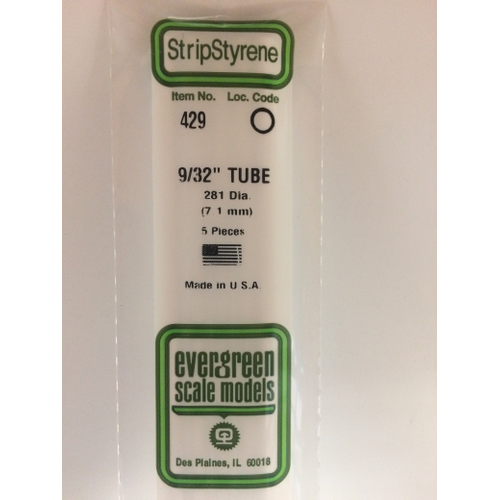 StripStyrene
Item No. Loc. Code
429
9/32" TUBE
281 Dia.
(7 1 mm)
5 Pieces
Made in U S.A
evergreen
scale models
Des Plaines, IL 60018